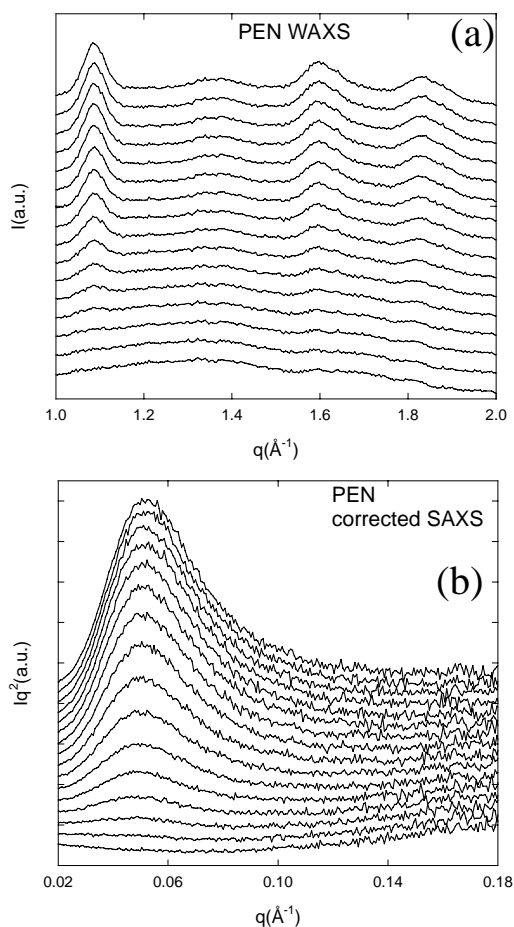 PEN WAXS
(a)
I(a.u.)
1.0 1.2 1.4 1.6 1.8 2.0
q(Å⁻¹)
PEN
corrected SAXS
(b)
Iq²(a.u.)
0.02 0.06 0.10 0.14 0.18
q(Å⁻¹)